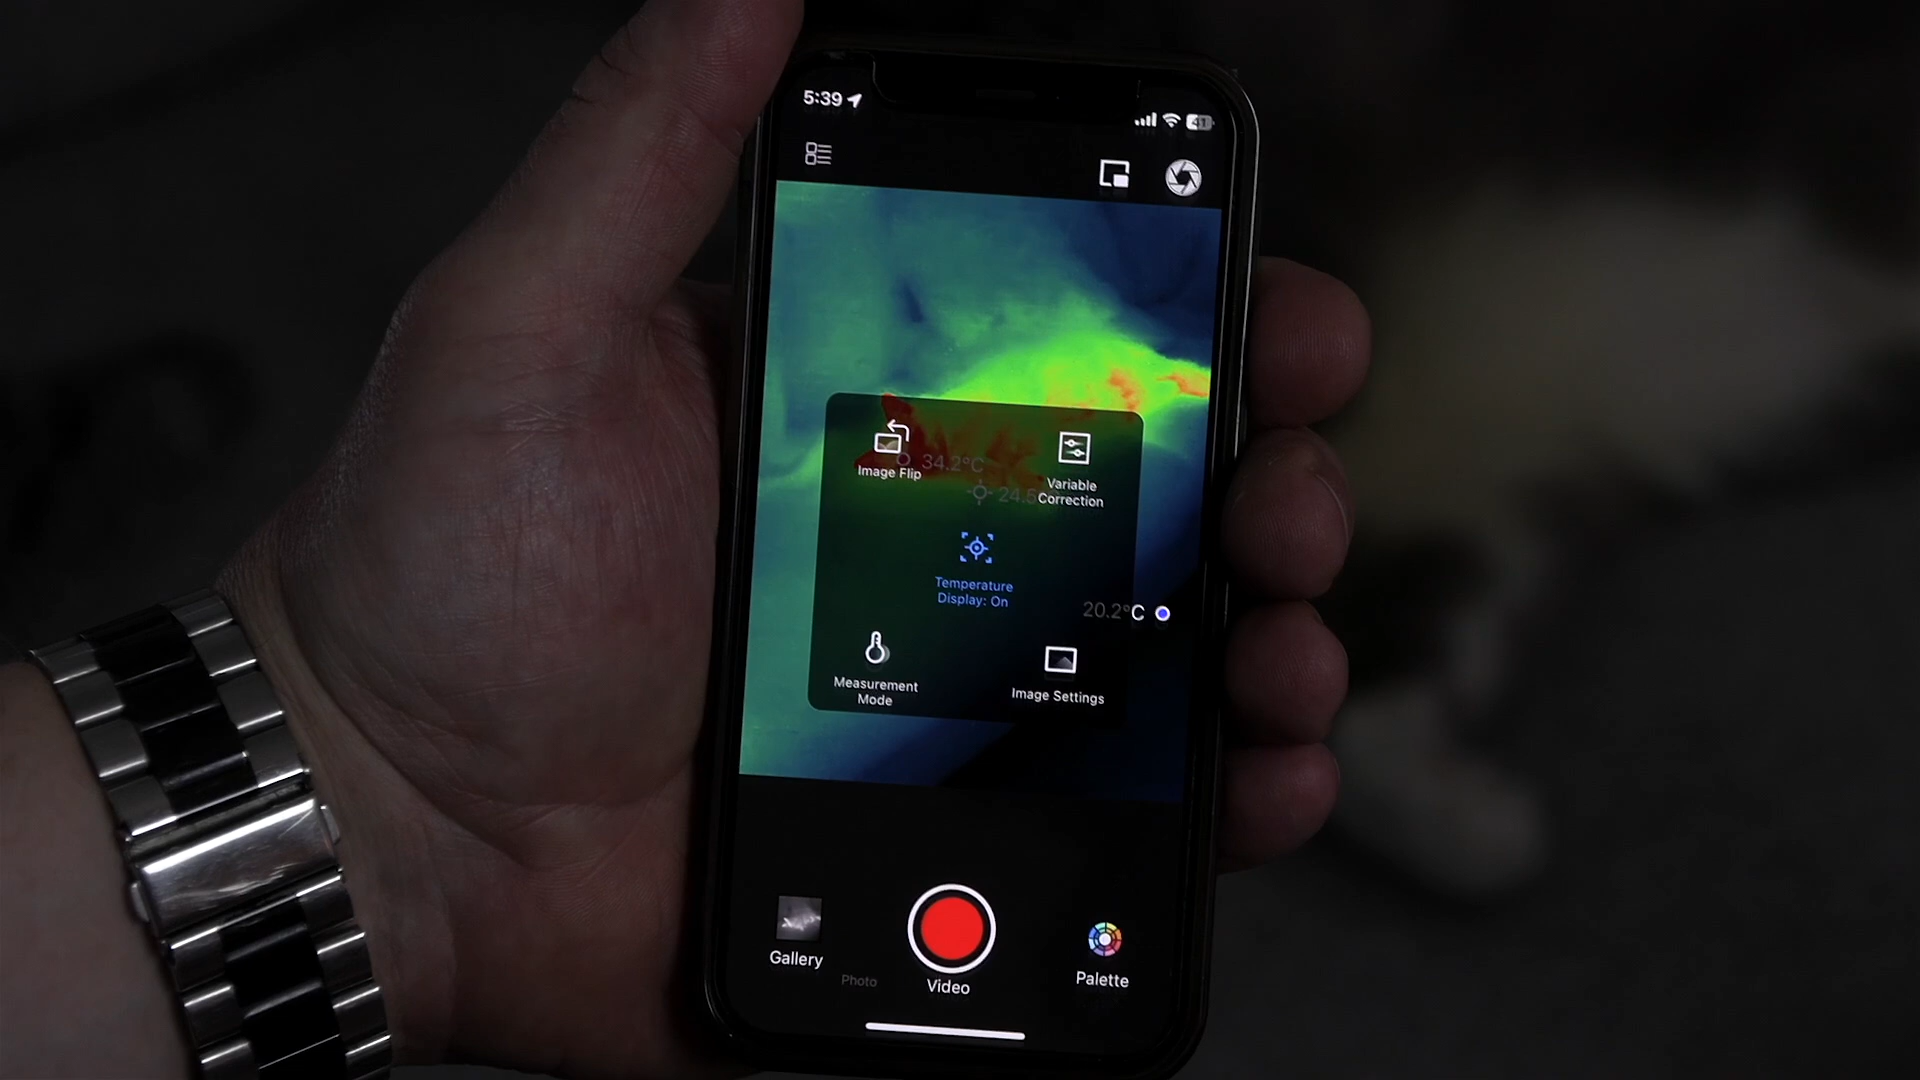 5:39
41
Image Flip
34.2°C
Variable
Correction
Temperature
Display: On
20.2°C
Measurement
Mode
Image Settings
Gallery
Photo
Video
Palette